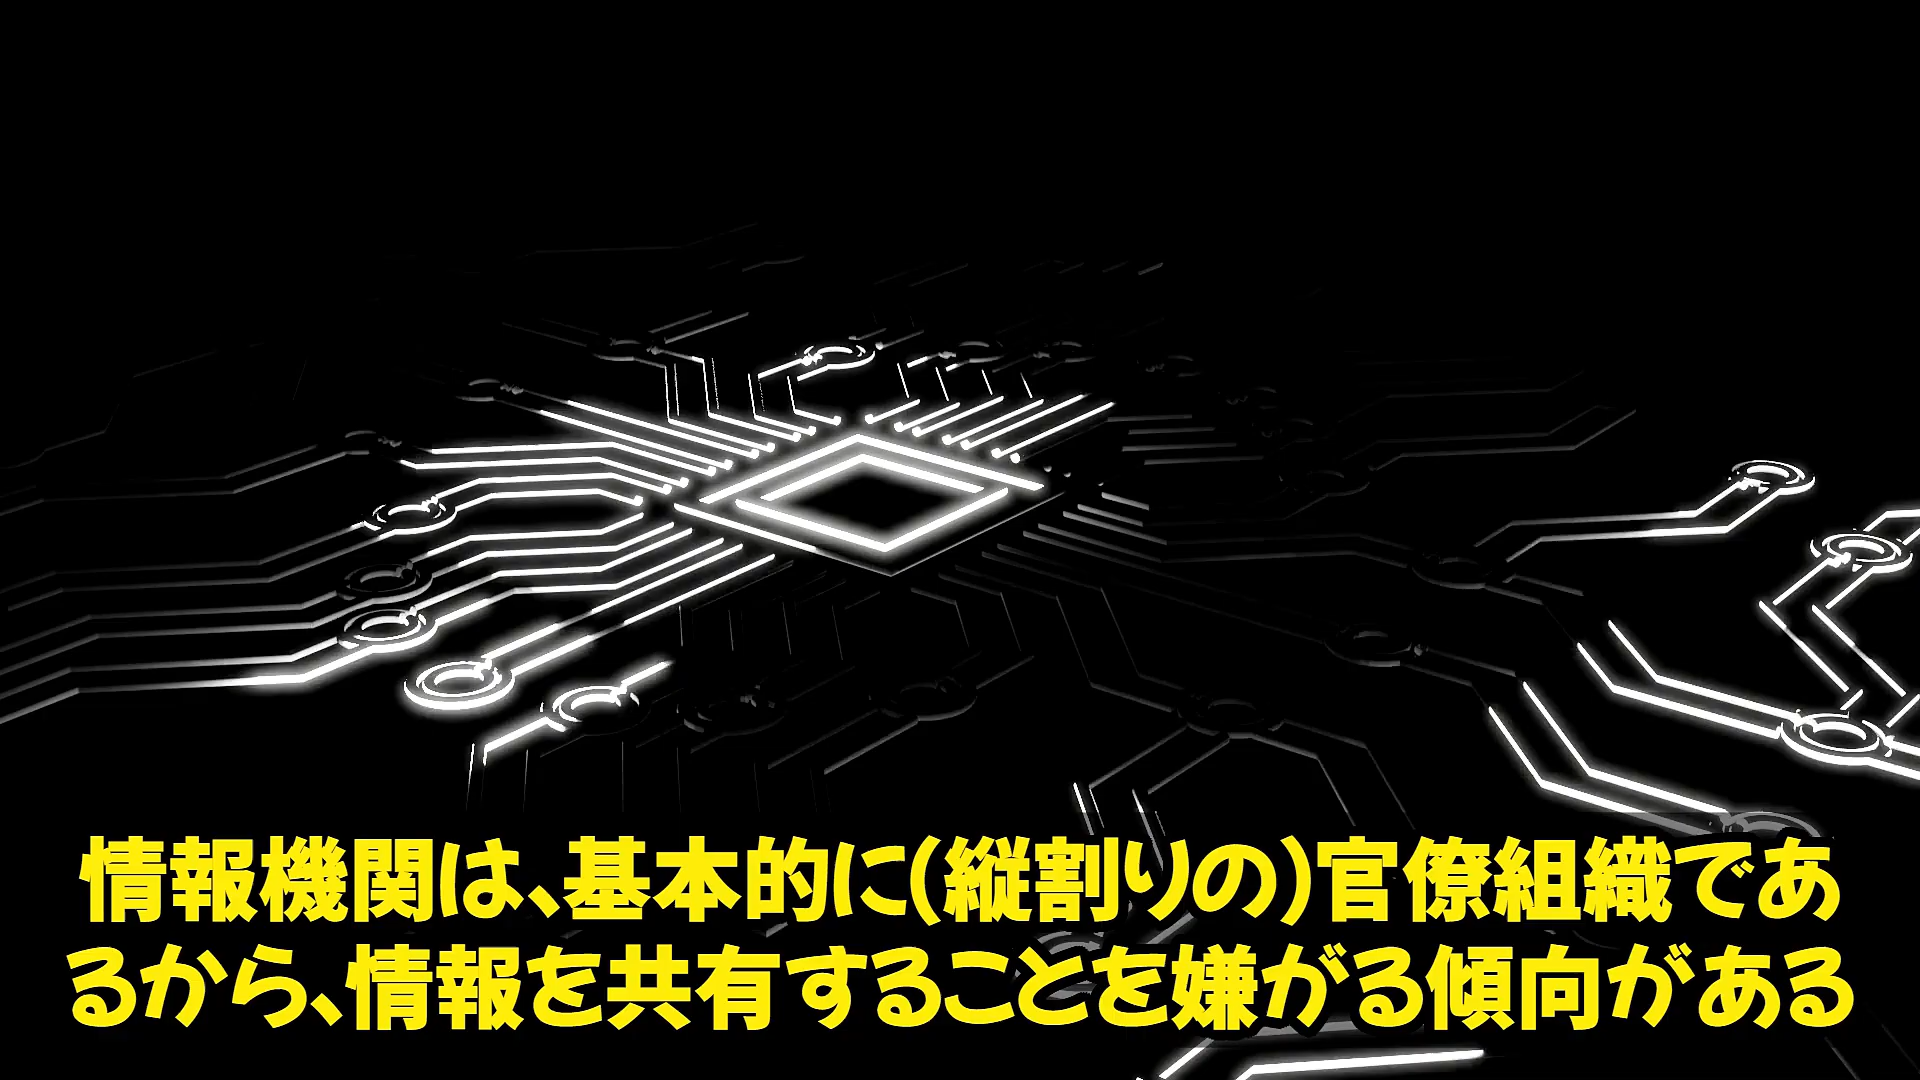 情報機関は、基本的に(縦割りの)官僚組織であ
るから、情報を共有することを嫌がる傾向がある